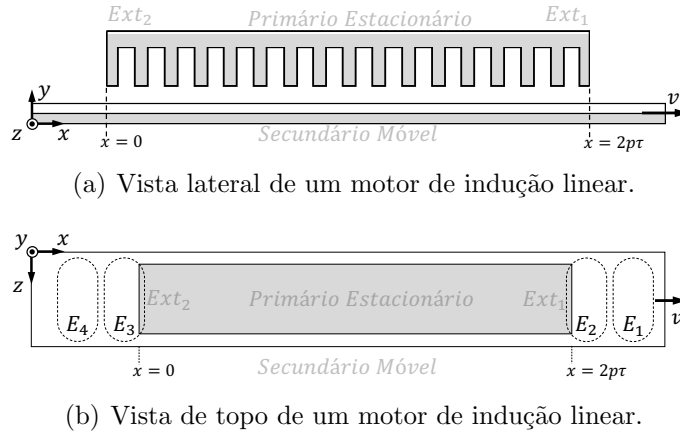 Ext₂ Primário Estacionário Ext₁
y
z x v
x = 0 Secundário Móvel x = 2pτ
(a) Vista lateral de um motor de indução linear.
y x
z
E₄ E₃ Ext₂ Primário Estacionário Ext₁ E₂ E₁ v
x = 0 Secundário Móvel x = 2pτ
(b) Vista de topo de um motor de indução linear.